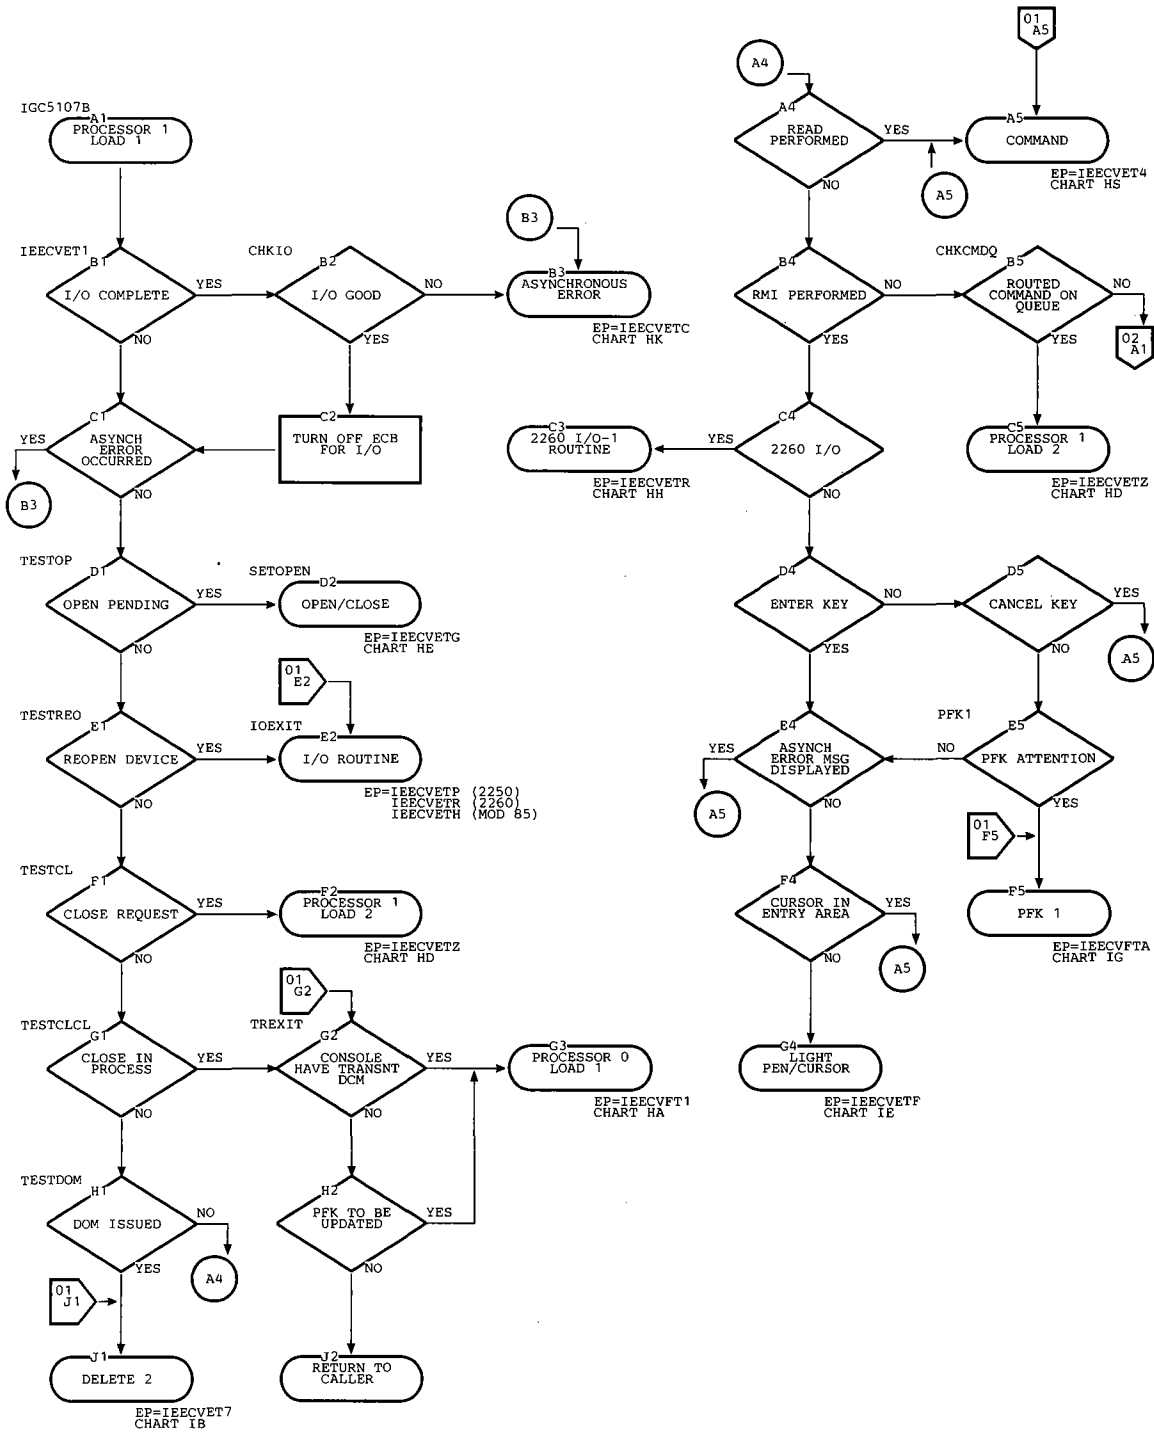 IGC5107B
A1
PROCESSOR 1
LOAD 1
IEECVET1
B1
I/O COMPLETE
YES
NO
CHKIO
B2
I/O GOOD
NO
YES
B3
B3
ASYNCHRONOUS
ERROR
EP=IEECVETC
CHART HK
C1
ASYNCH
ERROR
OCCURRED
YES
NO
B3
C2
TURN OFF ECB
FOR I/O
TESTOP
D1
OPEN PENDING
YES
NO
SETOPEN
D2
OPEN/CLOSE
EP=IEECVETG
CHART HE
TESTREO
E1
REOPEN DEVICE
YES
NO
01
E2
IOEXIT
E2
I/O ROUTINE
EP=IEECVETP (2250)
IEECVETR (2260)
IEECVETH (MOD 85)
TESTCL
F1
CLOSE REQUEST
YES
NO
F2
PROCESSOR 1
LOAD 2
EP=IEECVETZ
CHART HD
TESTCLCL
G1
CLOSE IN
PROCESS
YES
NO
01
G2
TREXIT
G2
CONSOLE
HAVE TRANSNT
DCM
YES
NO
G3
PROCESSOR 0
LOAD 1
EP=IEECVFT1
CHART HA
TESTDOM
H1
DOM ISSUED
NO
YES
A4
H2
PFK TO BE
UPDATED
YES
NO
01
J1
J1
DELETE 2
EP=IEECVET7
CHART IB
J2
RETURN TO
CALLER
A4
A4
READ
PERFORMED
YES
NO
01
A5
A5
COMMAND
EP=IEECVET4
CHART HS
A5
B4
RMI PERFORMED
NO
YES
CHKCMDQ
B5
ROUTED
COMMAND ON
QUEUE
NO
YES
02
A1
C3
2260 I/O-1
ROUTINE
EP=IEECVETR
CHART HH
C4
2260 I/O
YES
NO
C5
PROCESSOR 1
LOAD 2
EP=IEECVETZ
CHART HD
D4
ENTER KEY
NO
YES
D5
CANCEL KEY
YES
NO
A5
E4
ASYNCH
ERROR MSG
DISPLAYED
YES
NO
A5
PFK1
E5
PFK ATTENTION
NO
YES
01
F5
F4
CURSOR IN
ENTRY AREA
YES
NO
A5
F5
PFK 1
EP=IEECVFTA
CHART IG
G4
LIGHT
PEN/CURSOR
EP=IEECVETF
CHART IE